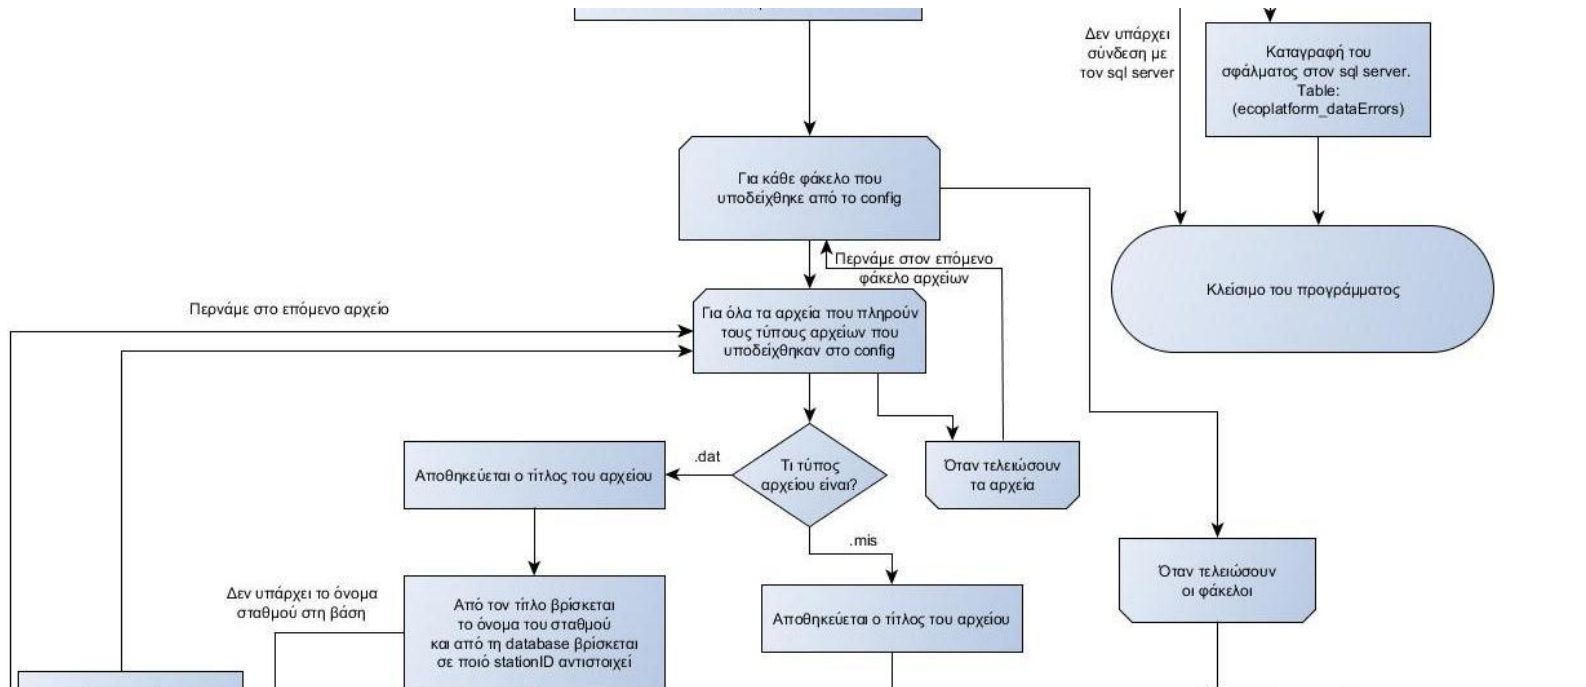 Δεν υπάρχει
σύνδεση με
τον sql server
Καταγραφή του
σφάλματος στον sql server.
Table:
(ecoplatform_dataErrors)
Για κάθε φάκελο που
υποδείχθηκε από το config
Περνάμε στον επόμενο
φάκελο αρχείων
Κλείσιμο του προγράμματος
Περνάμε στο επόμενο αρχείο
Για όλα τα αρχεία που πληρούν
τους τύπους αρχείων που
υποδείχθηκαν στο config
Αποθηκεύεται ο τίτλος του αρχείου
.dat
Τι τύπος
αρχείου είναι?
Όταν τελειώσουν
τα αρχεία
.mis
Όταν τελειώσουν
οι φάκελοι
Δεν υπάρχει το όνομα
σταθμού στη βάση
Από τον τίτλο βρίσκεται
το όνομα του σταθμού
και από τη database βρίσκεται
σε ποιό stationID αντιστοιχεί
Αποθηκεύεται ο τίτλος του αρχείου